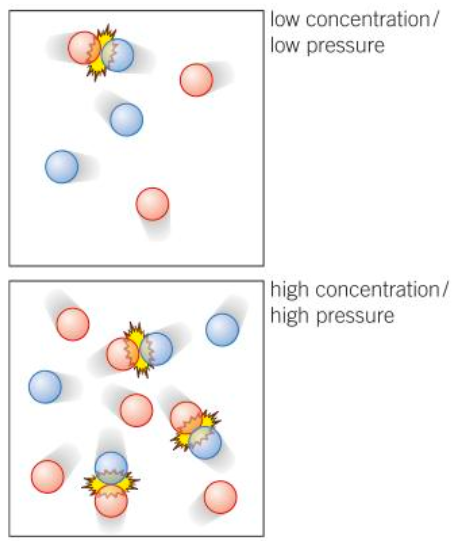 low concentration/
low pressure
high concentration/
high pressure